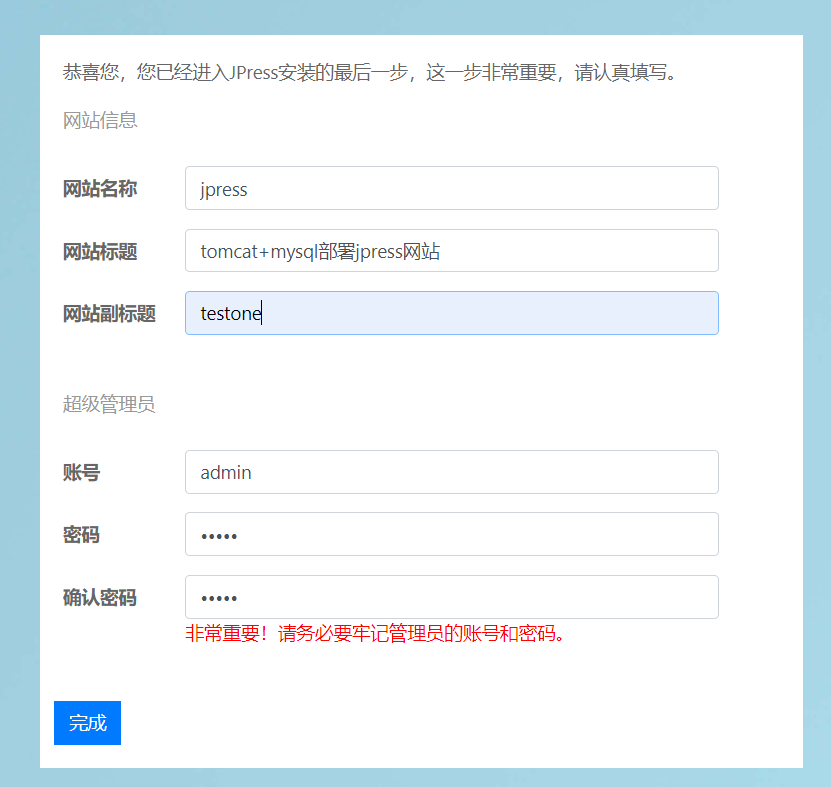 恭喜您，您已经进入JPress安装的最后一步，这一步非常重要，请认真填写。
网站信息
网站名称 jpress
网站标题 tomcat+mysql部署jpress网站
网站副标题 testone
超级管理员
账号 admin
密码 •••••
确认密码 •••••
非常重要！请务必要牢记管理员的账号和密码。
完成